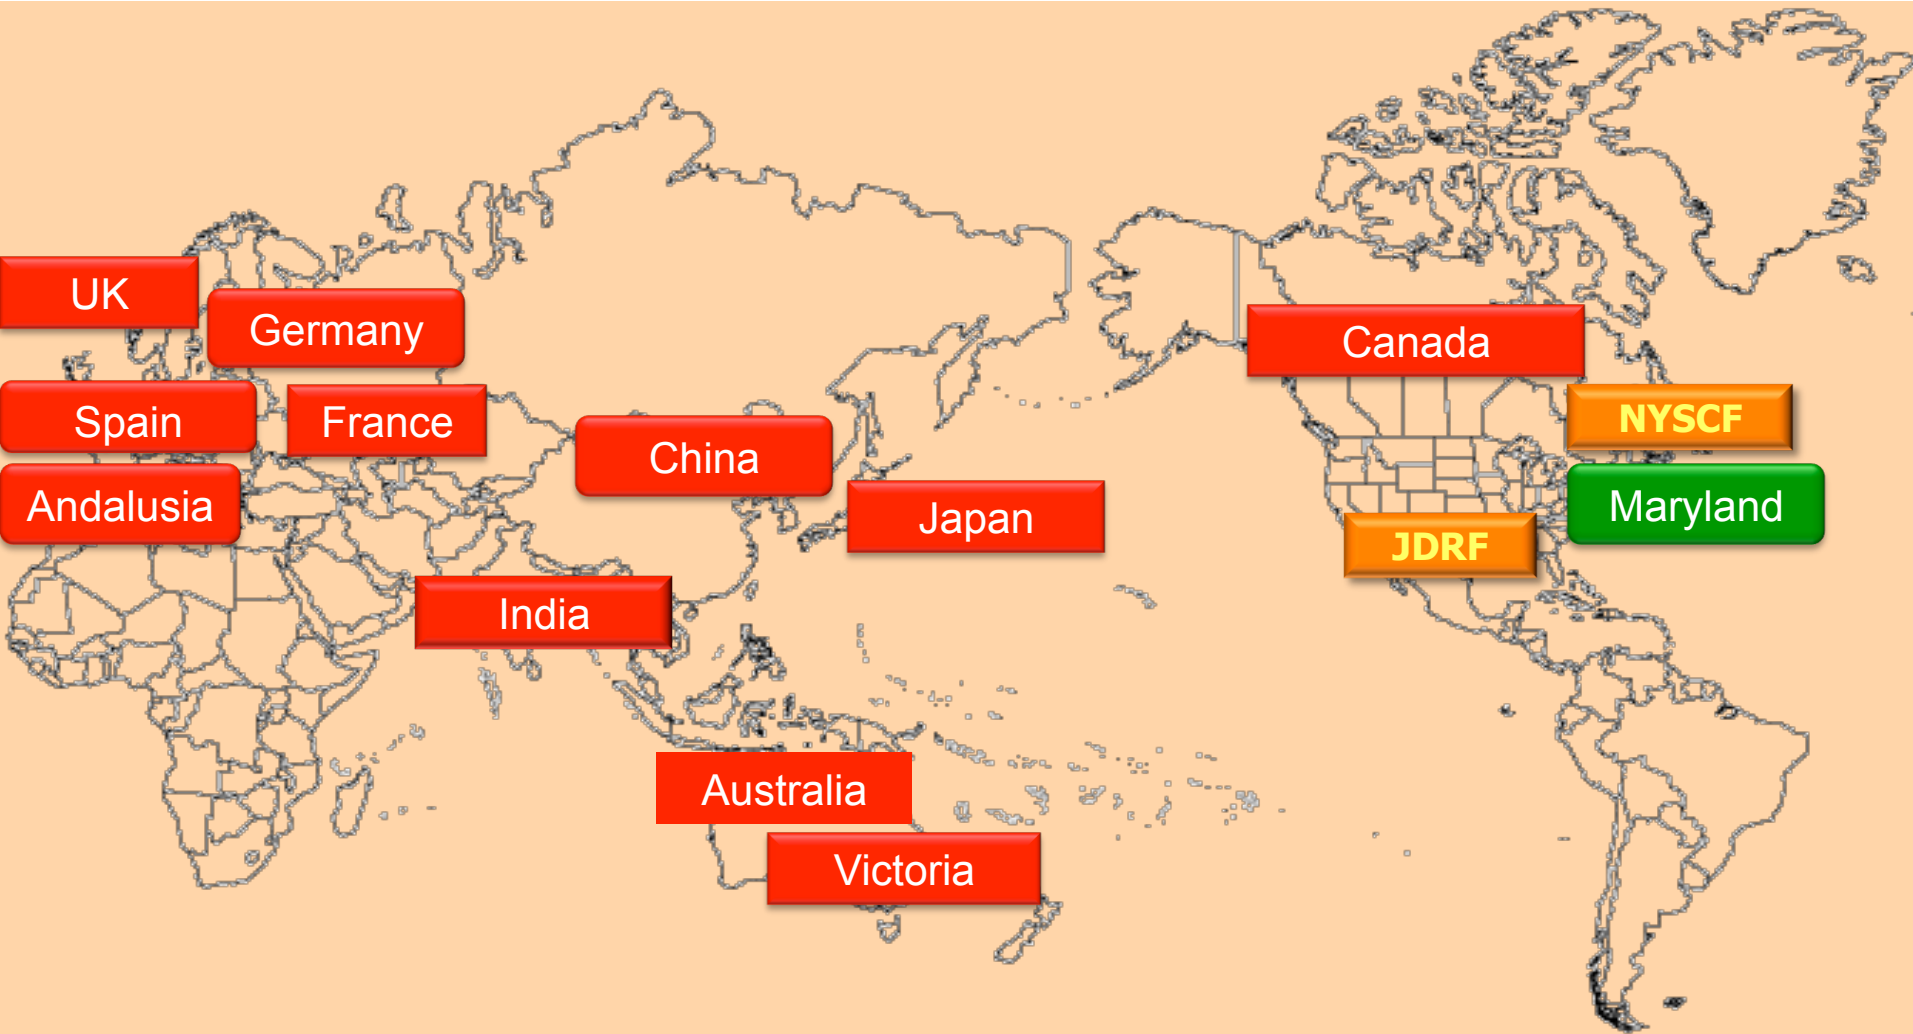 UK
Germany
Canada
Spain
France
NYSCF
China
Andalusia
Maryland
Japan
JDRF
India
Australia
Victoria